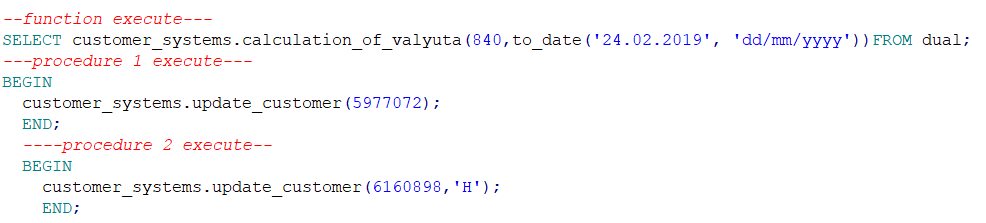 --function execute---
SELECT customer_systems.calculation_of_valyuta(840,to_date('24.02.2019', 'dd/mm/yyyy'))FROM dual;
---procedure 1 execute---
BEGIN
customer_systems.update_customer(5977072);
END;
----procedure 2 execute--
BEGIN
customer_systems.update_customer(6160898,'H');
END;